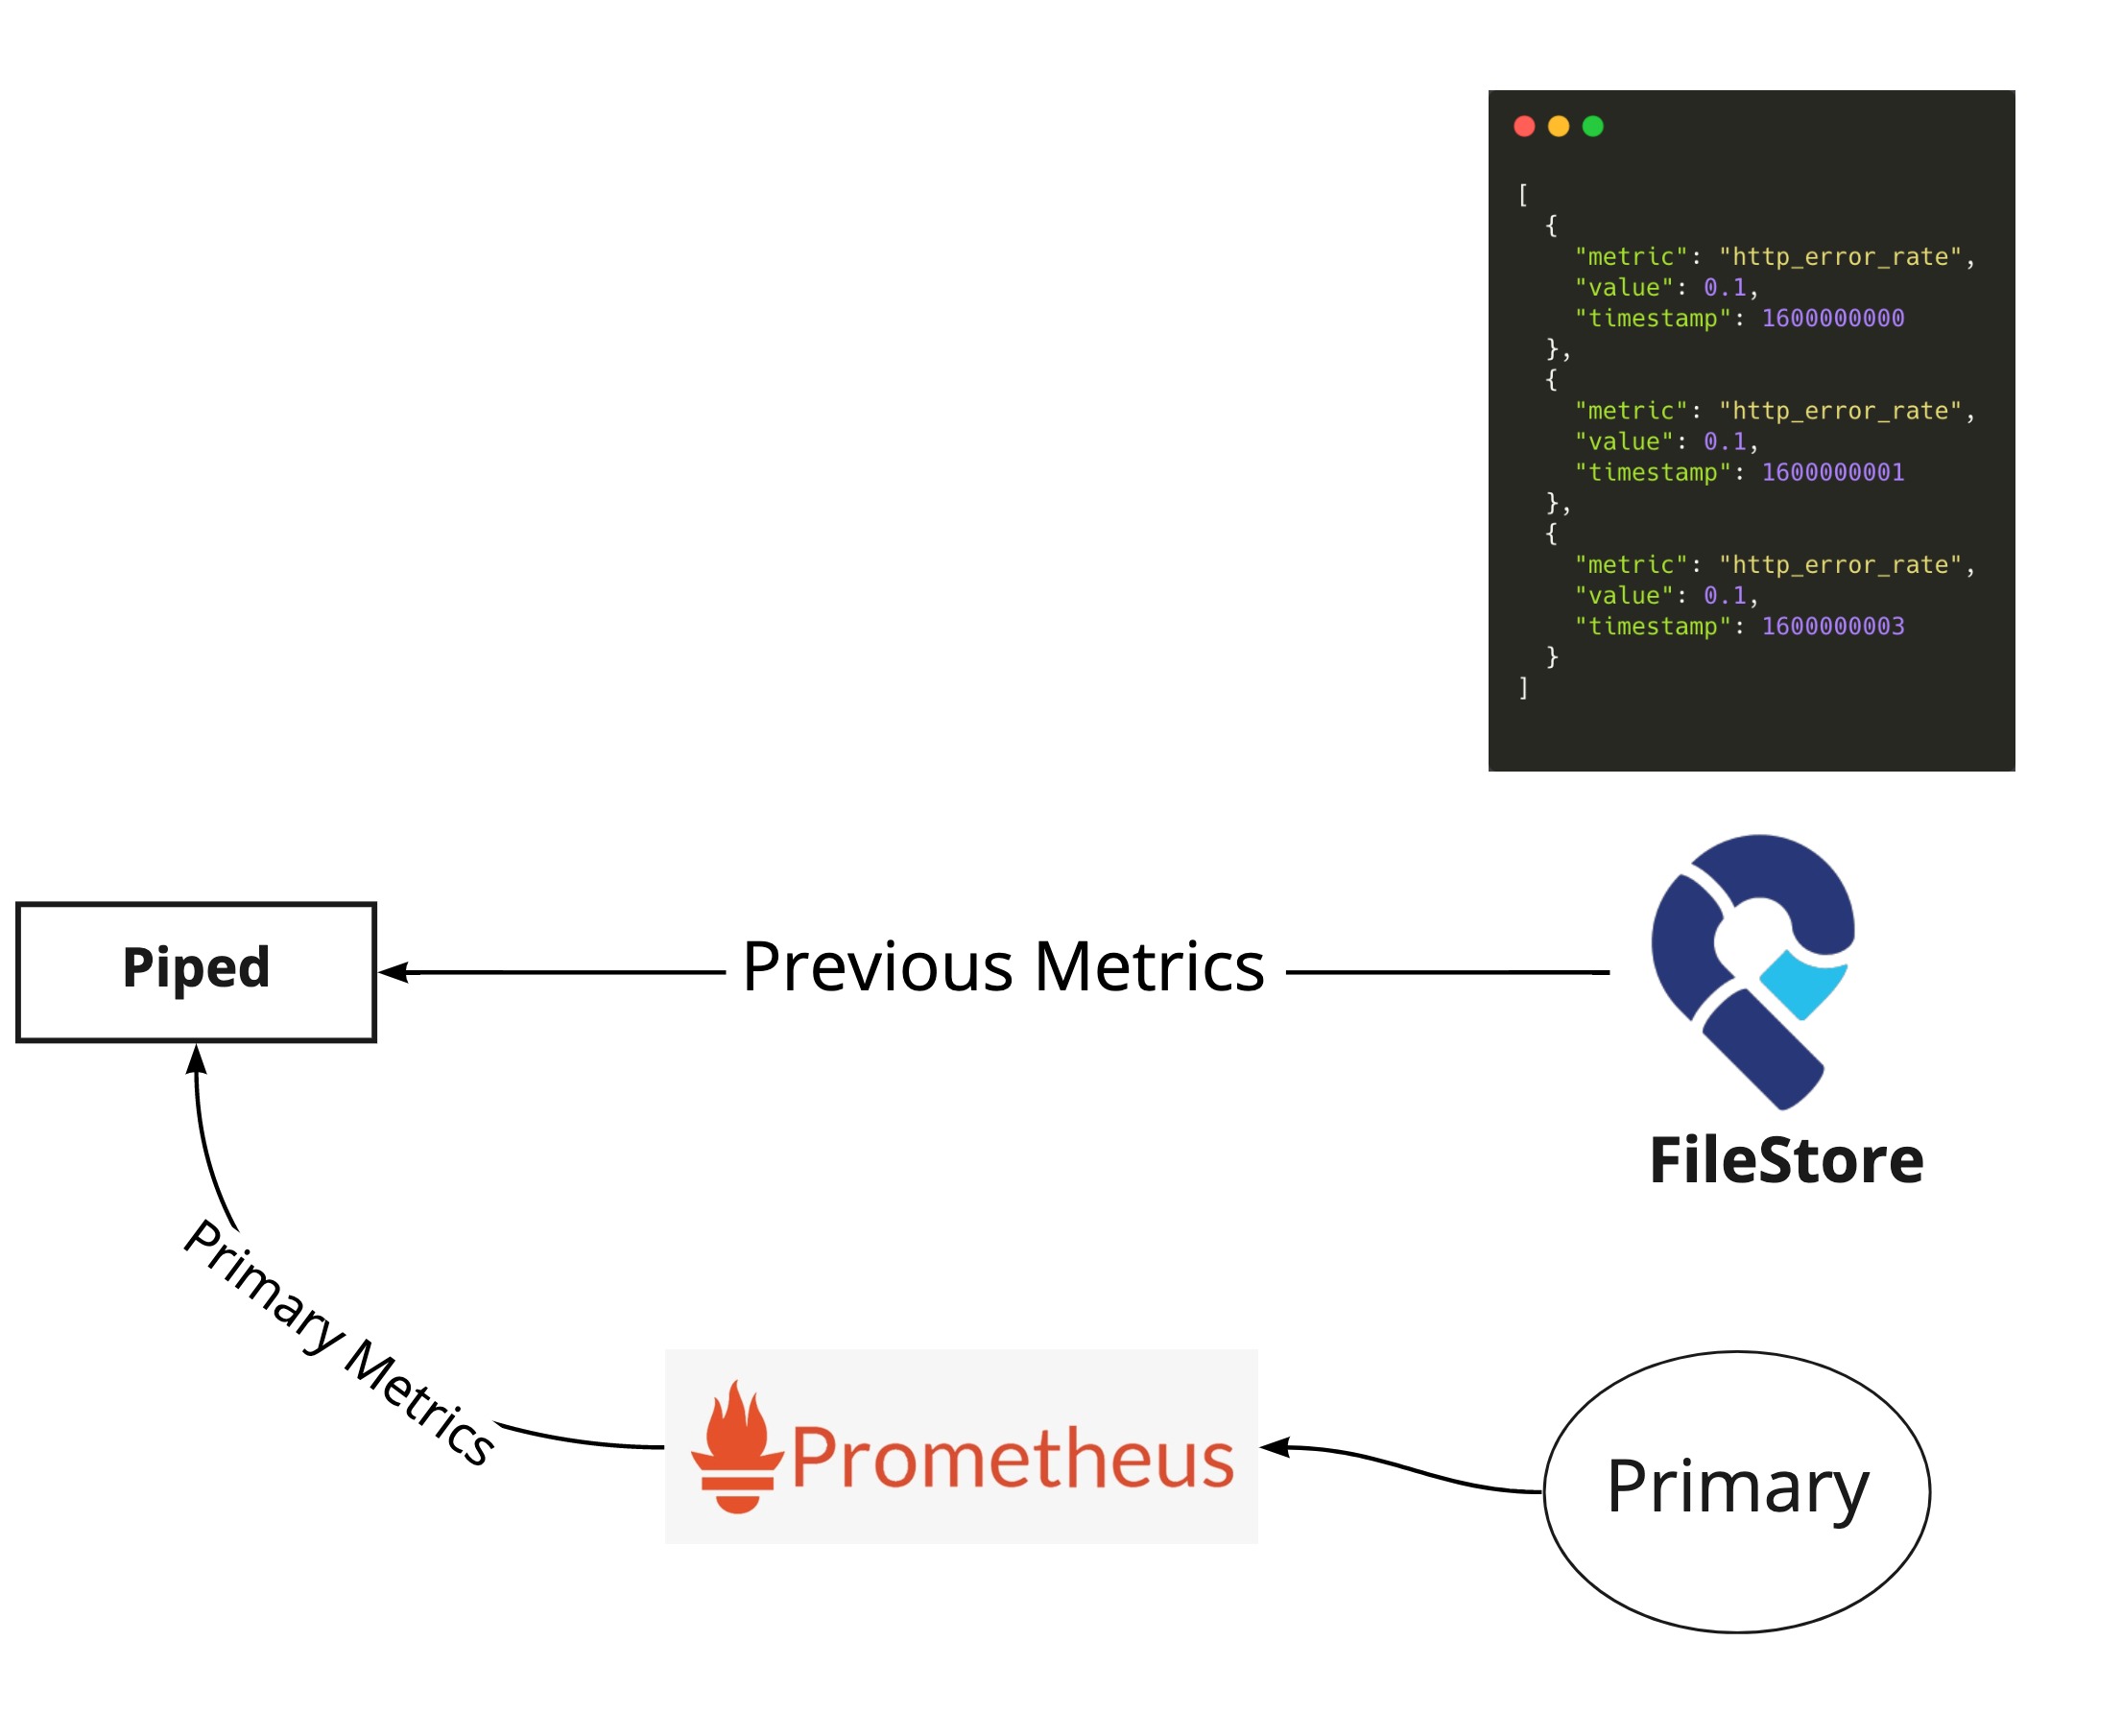 [
  {
    "metric": "http_error_rate",
    "value": 0.1,
    "timestamp": 1600000000
  },
  {
    "metric": "http_error_rate",
    "value": 0.1,
    "timestamp": 1600000001
  },
  {
    "metric": "http_error_rate",
    "value": 0.1,
    "timestamp": 1600000003
  }
]
Piped
Previous Metrics
FileStore
Primary Metrics
Prometheus
Primary